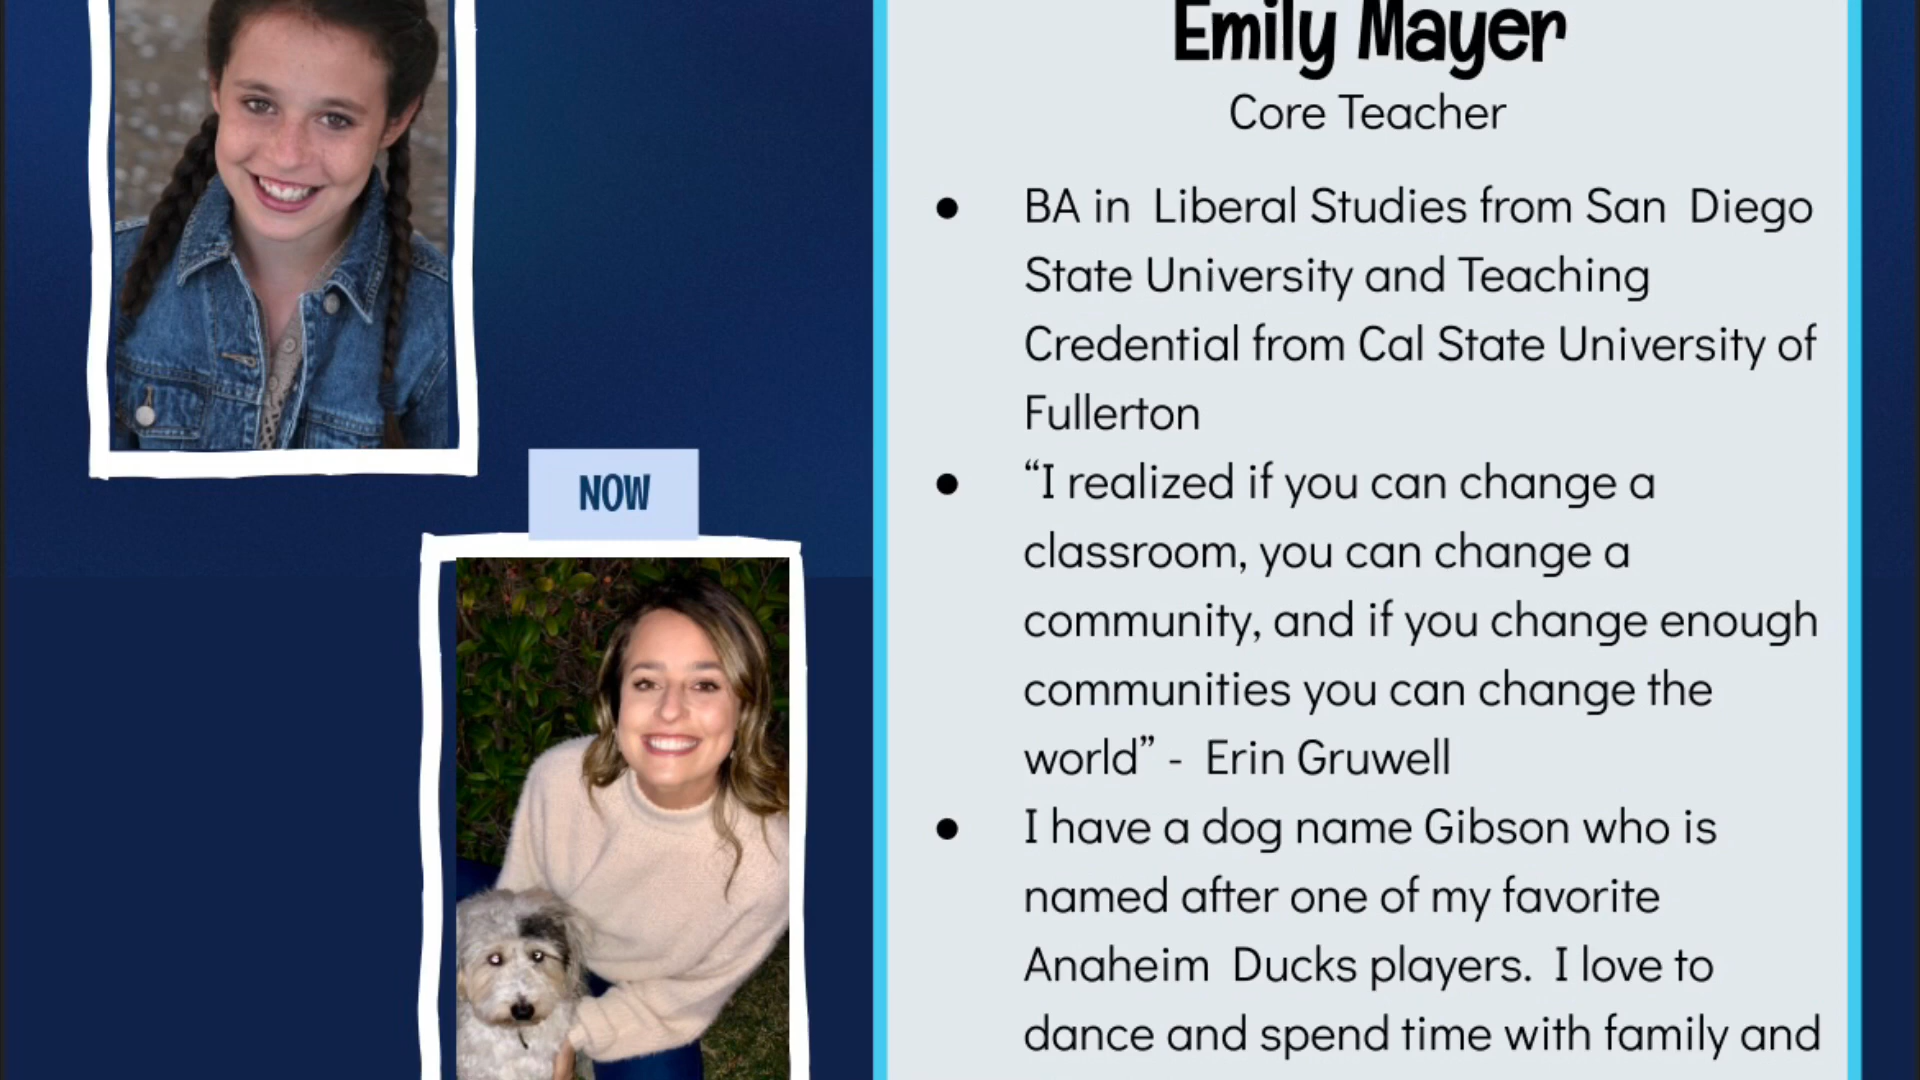 Emily Mayer
Core Teacher
● BA in Liberal Studies from San Diego
State University and Teaching
Credential from Cal State University of
Fullerton
● “I realized if you can change a
classroom, you can change a
community, and if you change enough
communities you can change the
world” - Erin Gruwell
● I have a dog name Gibson who is
named after one of my favorite
Anaheim Ducks players. I love to
dance and spend time with family and
NOW